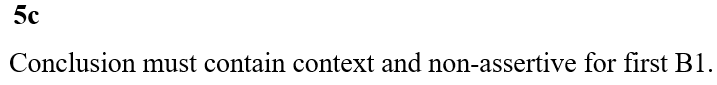 5c
Conclusion must contain context and non-assertive for first B1.